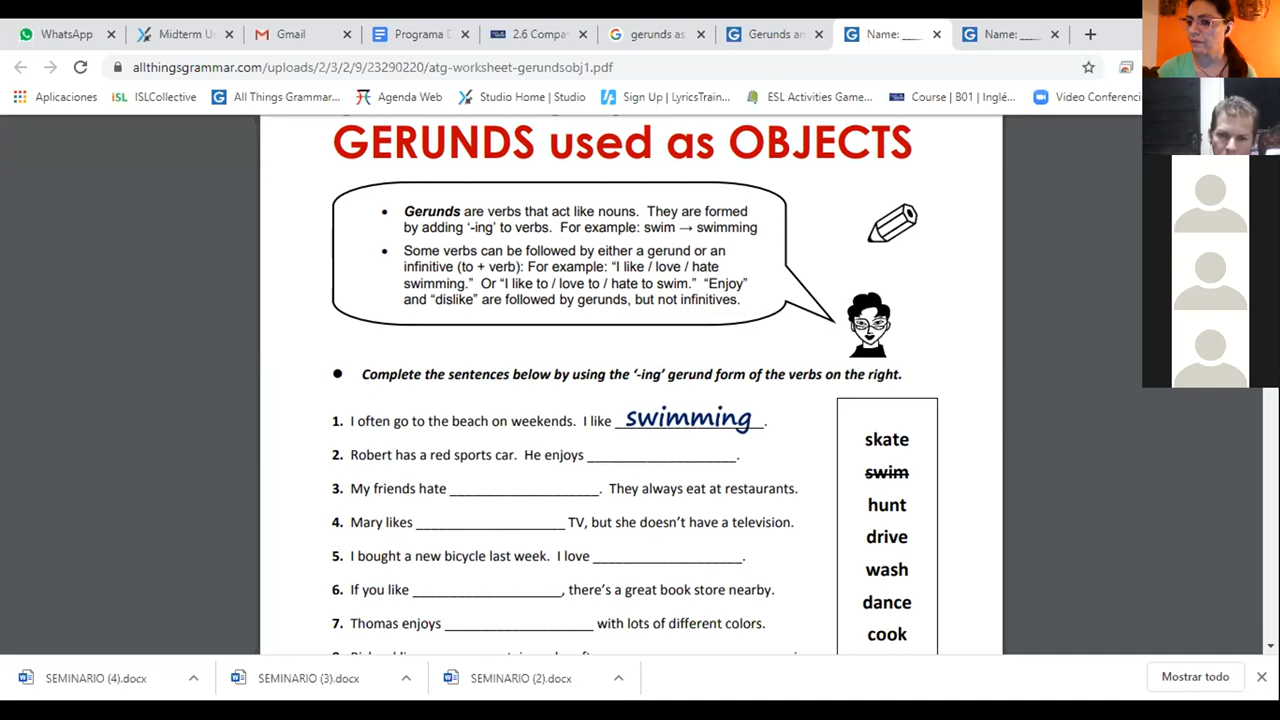 WhatsApp
Midterm U
Gmail
Programa D
2.6 Compa
gerunds as
Gerunds an
Name: ____
Name: ____
allthingsgrammar.com/uploads/2/3/2/9/23290220/atg-worksheet-gerundsobj1.pdf
Aplicaciones
iSL ISLCollective
All Things Grammar...
Agenda Web
Studio Home | Studio
Sign Up | LyricsTrain...
ESL Activities Game...
Course | B01 | Inglé...
Video Conferenci
GERUNDS used as OBJECTS
• Gerunds are verbs that act like nouns. They are formed
by adding '-ing' to verbs. For example: swim → swimming
• Some verbs can be followed by either a gerund or an
infinitive (to + verb): For example: "I like / love / hate
swimming." Or "I like to / love to / hate to swim." "Enjoy"
and "dislike" are followed by gerunds, but not infinitives.
● Complete the sentences below by using the '-ing' gerund form of the verbs on the right.
1. I often go to the beach on weekends. I like swimming.
2. Robert has a red sports car. He enjoys ____________________.
3. My friends hate ____________________. They always eat at restaurants.
4. Mary likes ____________________ TV, but she doesn't have a television.
5. I bought a new bicycle last week. I love ____________________.
6. If you like ____________________, there's a great book store nearby.
7. Thomas enjoys ____________________ with lots of different colors.
skate
swim
hunt
drive
wash
dance
cook
SEMINARIO (4).docx
SEMINARIO (3).docx
SEMINARIO (2).docx
Mostrar todo